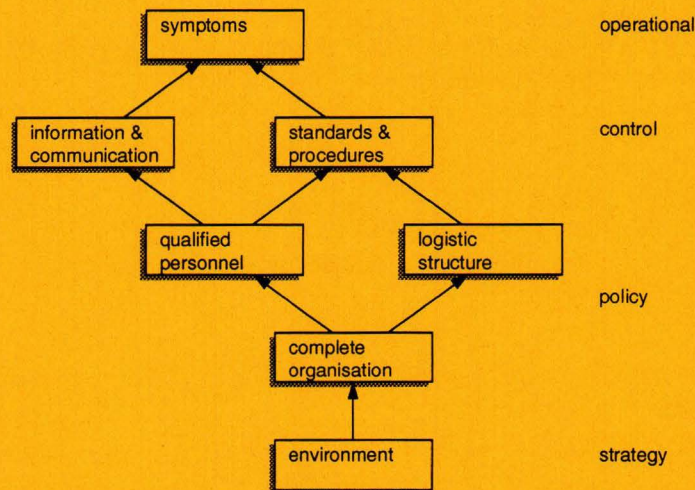 symptoms
operational
information &
communication
standards &
procedures
control
qualified
personnel
logistic
structure
policy
complete
organisation
environment
strategy